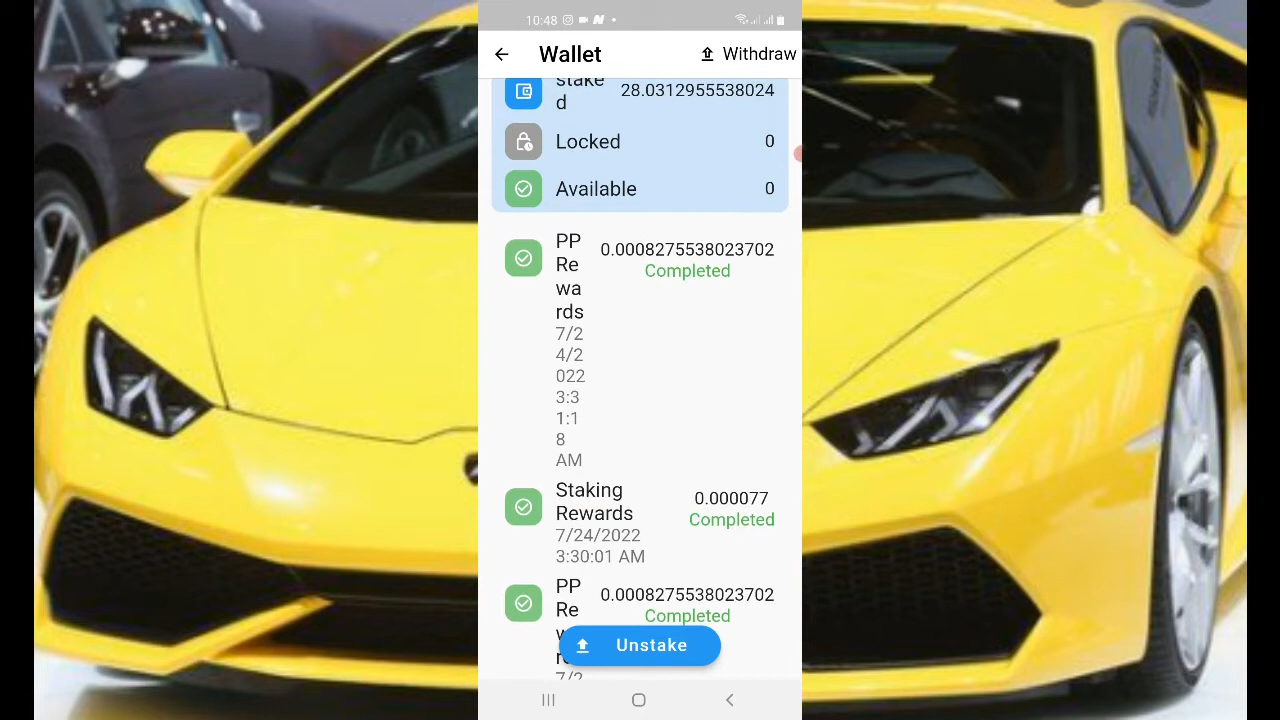 10:48
Wallet
Withdraw
stake
d
28.0312955538024
Locked
0
Available
0
PP
Re
wa
rds
0.0008275538023702
Completed
7/2
4/2
022
3:3
1:1
8
AM
Staking
Rewards
0.000077
Completed
7/24/2022
3:30:01 AM
PP
Re
0.0008275538023702
Completed
Unstake
7/2